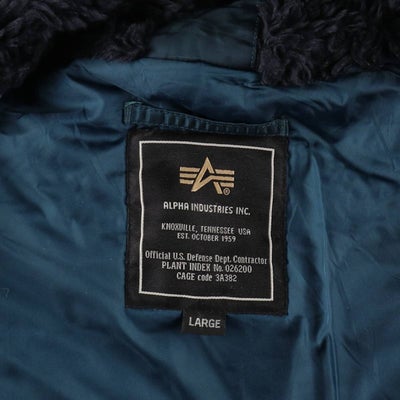 ALPHA INDUSTRIES INC.
KNOXVILLE, TENNESSEE USA
EST. OCTOBER 1959
Official U.S. Defense Dept. Contractor
PLANT INDEX No. 026200
CAGE code 3A382
LARGE